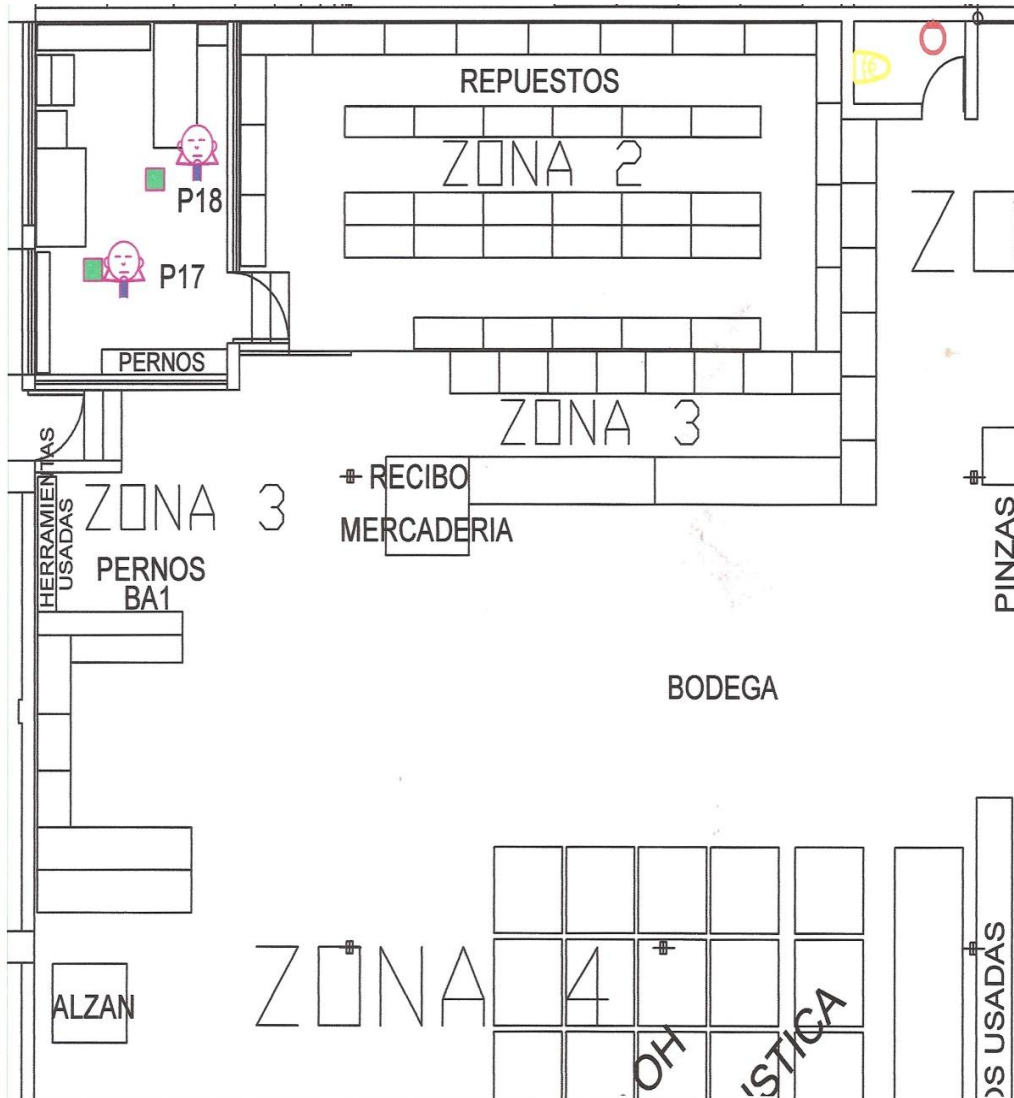 REPUESTOS
ZONA 2
P18
P17
PERNOS
ZONA 3
RECIBO
MERCADERIA
HERRAMIENTAS
USADAS
ZONA 3
PERNOS
BA1
PINZAS
BODEGA
ZONA 4
ALZAN
USADAS